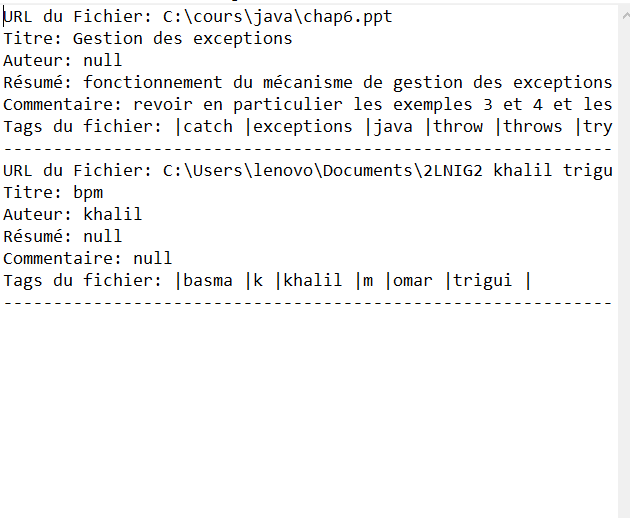 URL du Fichier: C:\cours\java\chap6.ppt
Titre: Gestion des exceptions
Auteur: null
Résumé: fonctionnement du mécanisme de gestion des exceptions
Commentaire: revoir en particulier les exemples 3 et 4 et les
Tags du fichier: |catch |exceptions |java |throw |throws |try
-------------------------------------------------------------
URL du Fichier: C:\Users\lenovo\Documents\2LNIG2 khalil trigu
Titre: bpm
Auteur: khalil
Résumé: null
Commentaire: null
Tags du fichier: |basma |k |khalil |m |omar |trigui |
-------------------------------------------------------------